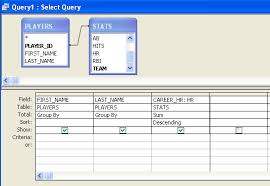 Query1 : Select Query
PLAYERS
*
PLAYER_ID
FIRST_NAME
LAST_NAME
STATS
AB
HITS
HR
RBI
TEAM
Field: FIRST_NAME LAST_NAME CAREER_HR: HR
Table: PLAYERS PLAYERS STATS
Total: Group By Group By Sum
Sort: Descending
Show:
Criteria:
or: